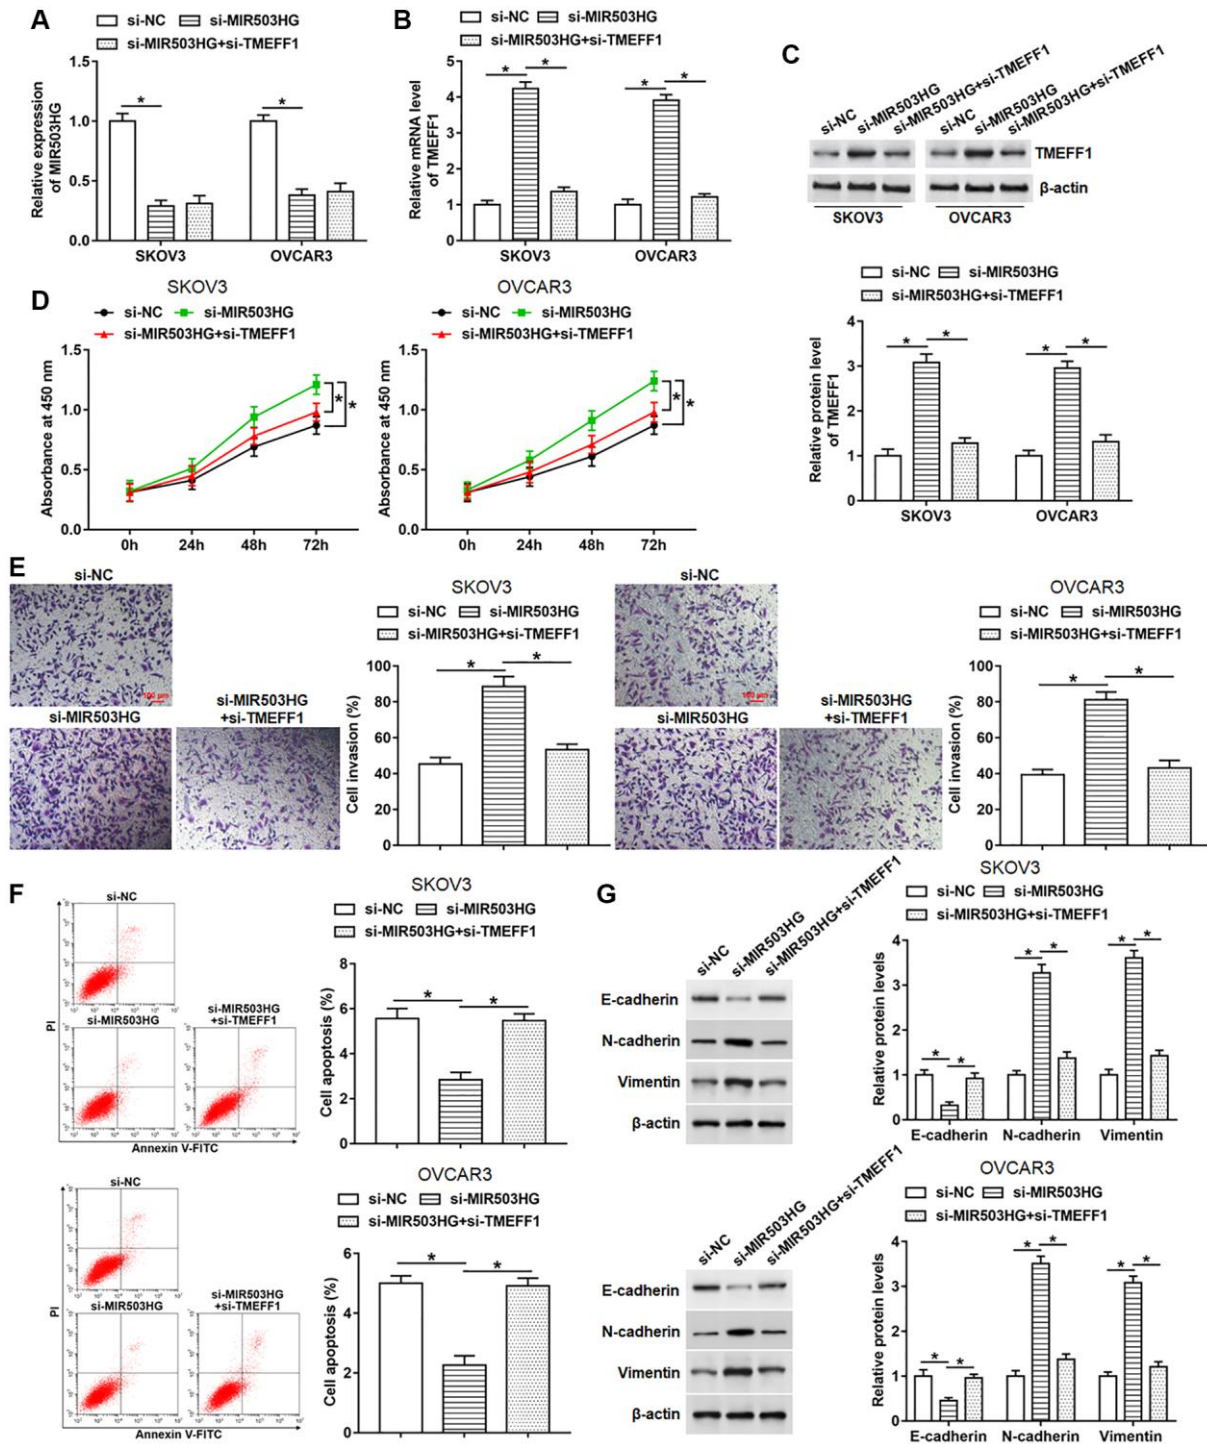 A
si-NC si-MIR503HG
si-MIR503HG+si-TMEFF1
Relative expression
of MIR503HG
1.5
1.0
0.5
0.0
*
*
SKOV3 OVCAR3
B
si-NC si-MIR503HG
si-MIR503HG+si-TMEFF1
Relative mRNA level
of TMEFF1
5
4
3
2
1
0
* *
* *
SKOV3 OVCAR3
C
si-NC
si-MIR503HG
si-MIR503HG+si-TMEFF1
si-NC
si-MIR503HG
si-MIR503HG+si-TMEFF1
TMEFF1
β-actin
SKOV3 OVCAR3
si-NC si-MIR503HG
si-MIR503HG+si-TMEFF1
Relative protein level
of TMEFF1
4
3
2
1
0
* *
* *
SKOV3 OVCAR3
D
SKOV3
si-NC si-MIR503HG
si-MIR503HG+si-TMEFF1
Absorbance at 450 nm
1.5
1.0
0.5
0.0
* *
0h 24h 48h 72h
OVCAR3
si-NC si-MIR503HG
si-MIR503HG+si-TMEFF1
Absorbance at 450 nm
1.5
1.0
0.5
0.0
* *
0h 24h 48h 72h
E
si-NC
100 μm
si-MIR503HG
si-MIR503HG
+si-TMEFF1
SKOV3
si-NC si-MIR503HG
si-MIR503HG+si-TMEFF1
Cell invasion (%)
100
80
60
40
20
0
* *
si-NC
100 μm
si-MIR503HG
si-MIR503HG
+si-TMEFF1
OVCAR3
si-NC si-MIR503HG
si-MIR503HG+si-TMEFF1
Cell invasion (%)
100
80
60
40
20
0
* *
F
si-NC
si-MIR503HG
si-MIR503HG
+si-TMEFF1
PI
Annexin V-FITC
SKOV3
si-NC si-MIR503HG
si-MIR503HG+si-TMEFF1
Cell apoptosis (%)
8
6
4
2
0
* *
si-NC
si-MIR503HG
si-MIR503HG
+si-TMEFF1
PI
Annexin V-FITC
OVCAR3
si-NC si-MIR503HG
si-MIR503HG+si-TMEFF1
Cell apoptosis (%)
6
4
2
0
* *
G
si-NC
si-MIR503HG
si-MIR503HG+si-TMEFF1
E-cadherin
N-cadherin
Vimentin
β-actin
SKOV3
si-NC si-MIR503HG
si-MIR503HG+si-TMEFF1
Relative protein levels
4
3
2
1
0
* *
* *
* *
E-cadherin N-cadherin Vimentin
si-NC
si-MIR503HG
si-MIR503HG+si-TMEFF1
E-cadherin
N-cadherin
Vimentin
β-actin
OVCAR3
si-NC si-MIR503HG
si-MIR503HG+si-TMEFF1
Relative protein levels
4
3
2
1
0
* *
* *
* *
E-cadherin N-cadherin Vimentin